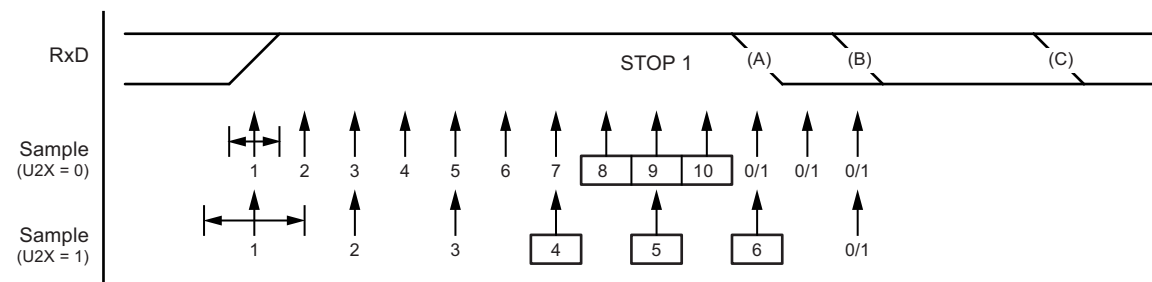 RxD
STOP 1 (A) (B) (C)
Sample
(U2X = 0)
1 2 3 4 5 6 7 8 9 10 0/1 0/1 0/1
Sample
(U2X = 1)
1 2 3 4 5 6 0/1